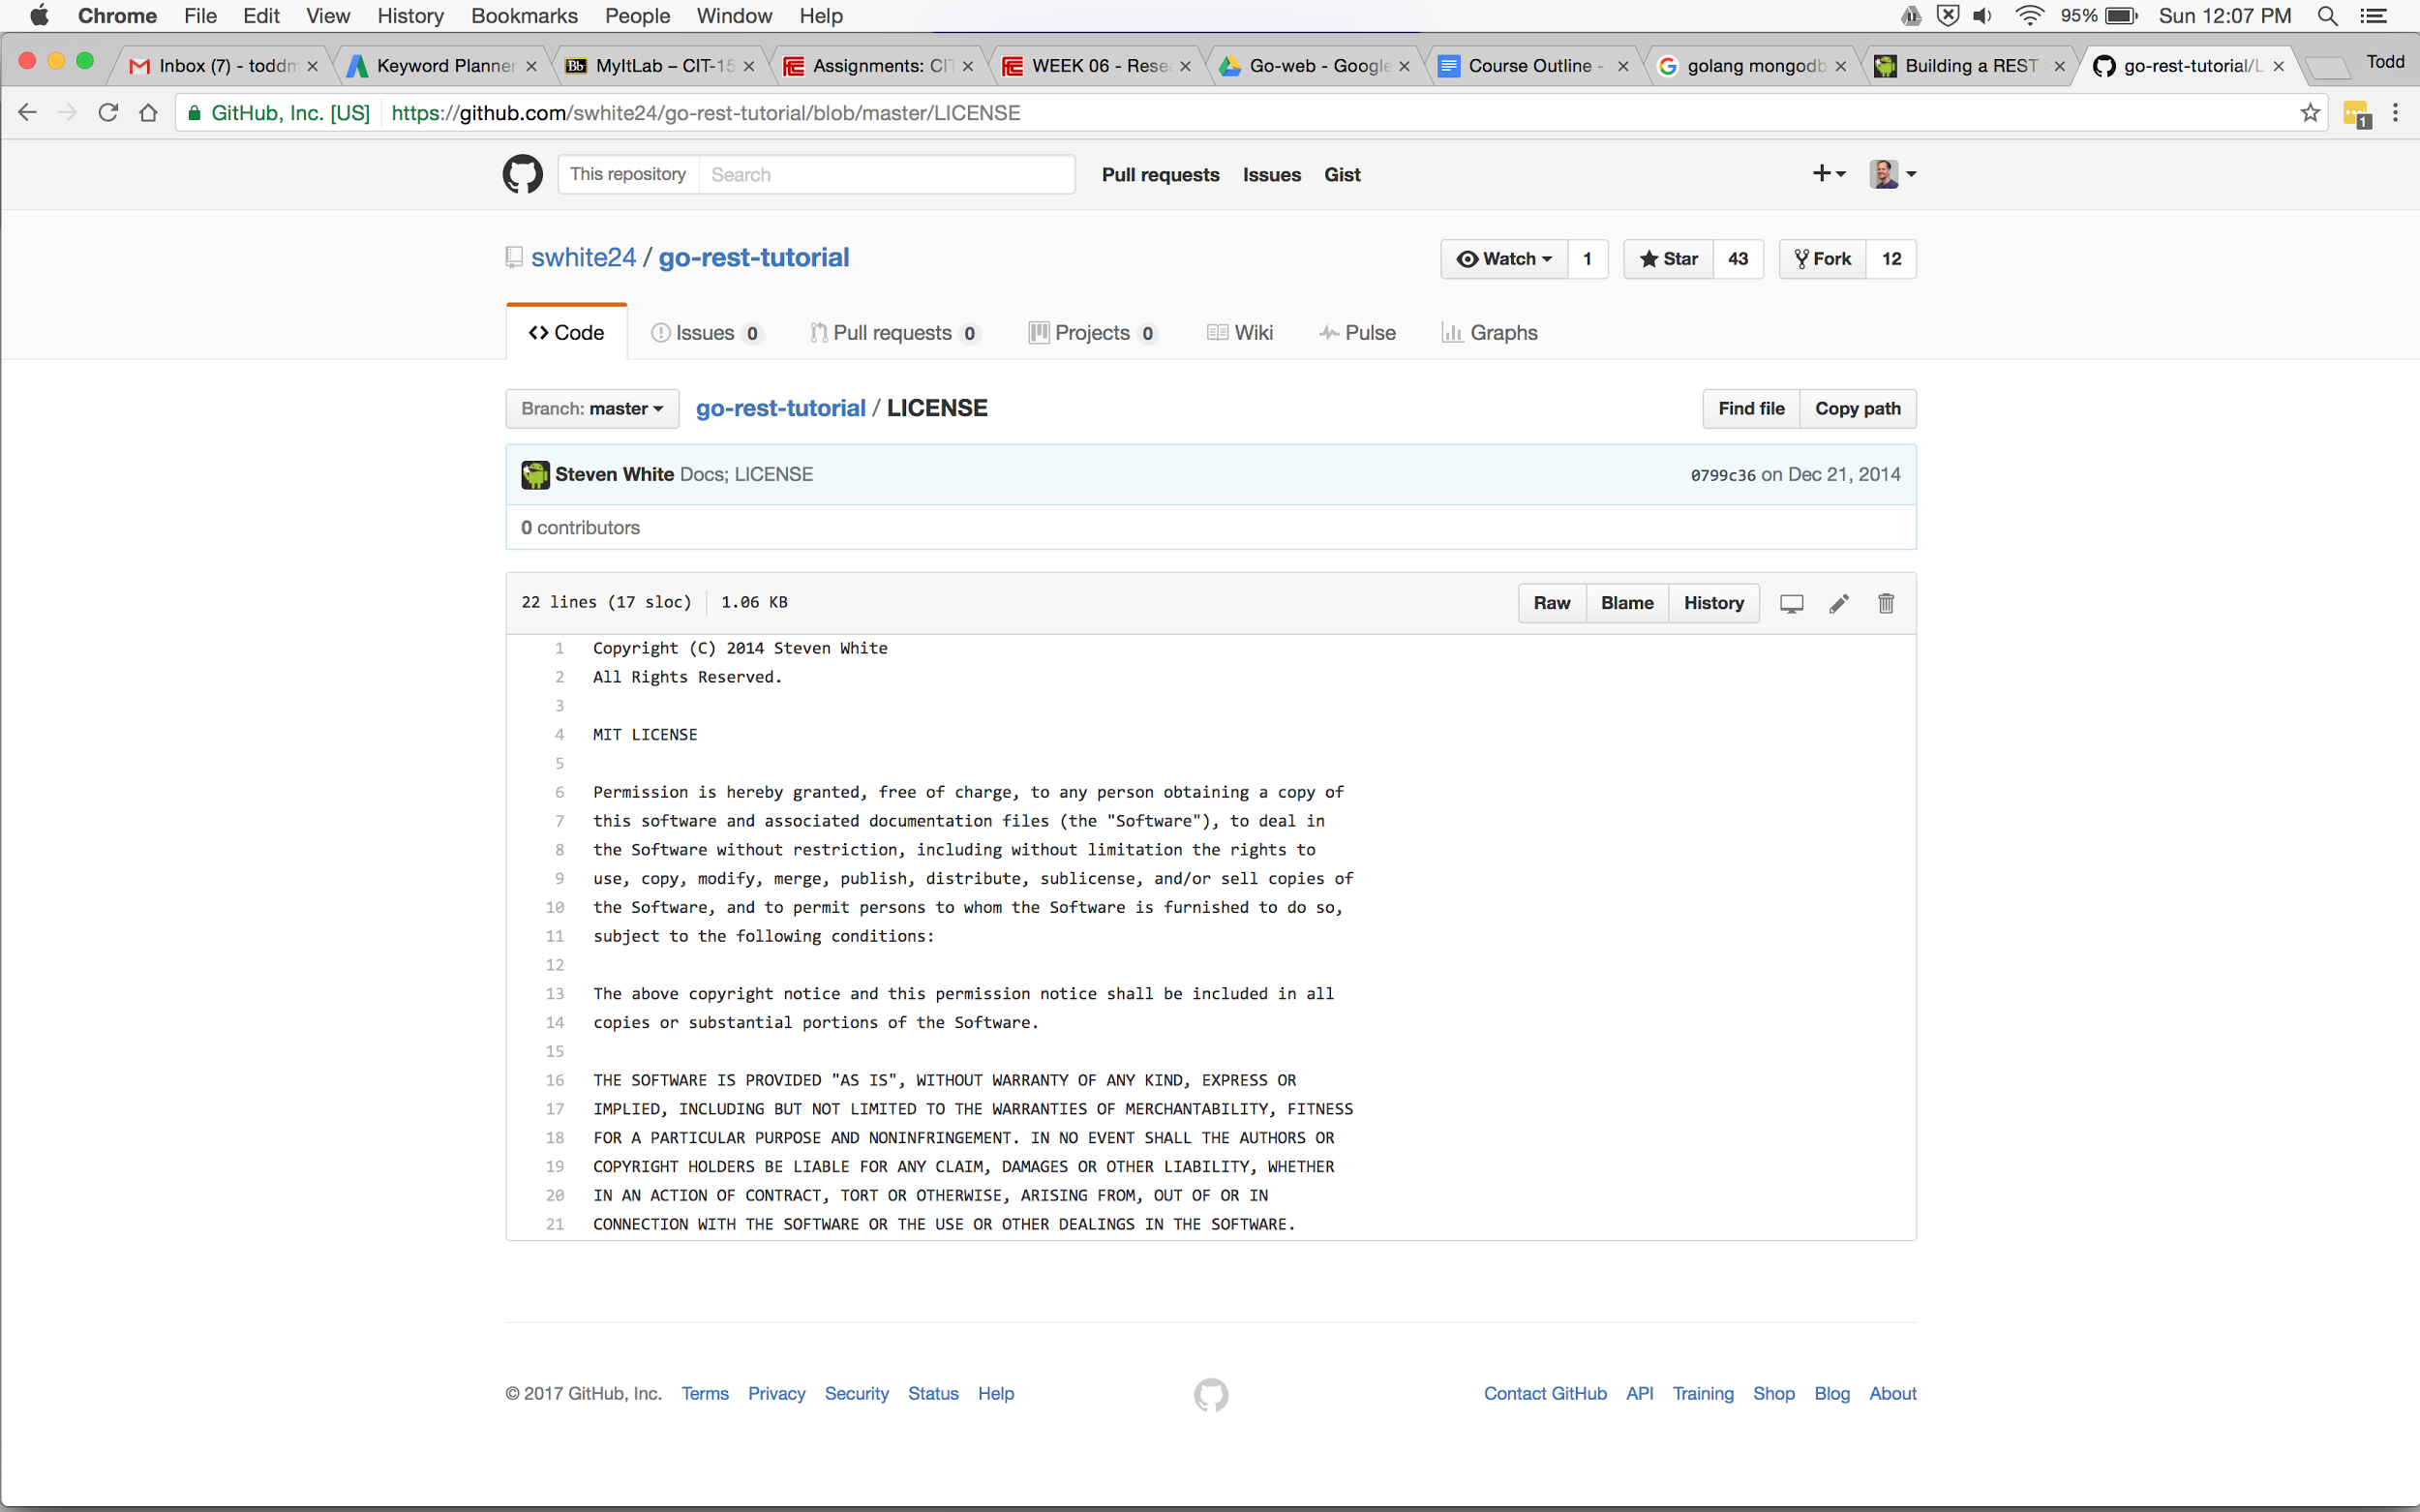 Chrome File Edit View History Bookmarks People Window Help 95% Sun 12:07 PM
Inbox (7) - toddm Keyword Planner MyItLab – CIT-15 Assignments: CIT WEEK 06 - Rese Go-web - Google Course Outline - golang mongodb Building a REST go-rest-tutorial/L Todd
GitHub, Inc. [US] https://github.com/swhite24/go-rest-tutorial/blob/master/LICENSE 1
This repository Search Pull requests Issues Gist
swhite24 / go-rest-tutorial Watch 1 Star 43 Fork 12
Code Issues 0 Pull requests 0 Projects 0 Wiki Pulse Graphs
Branch: master go-rest-tutorial / LICENSE Find file Copy path
Steven White Docs; LICENSE 0799c36 on Dec 21, 2014
0 contributors
22 lines (17 sloc) 1.06 KB Raw Blame History
1 Copyright (C) 2014 Steven White
2 All Rights Reserved.
3
4 MIT LICENSE
5
6 Permission is hereby granted, free of charge, to any person obtaining a copy of
7 this software and associated documentation files (the "Software"), to deal in
8 the Software without restriction, including without limitation the rights to
9 use, copy, modify, merge, publish, distribute, sublicense, and/or sell copies of
10 the Software, and to permit persons to whom the Software is furnished to do so,
11 subject to the following conditions:
12
13 The above copyright notice and this permission notice shall be included in all
14 copies or substantial portions of the Software.
15
16 THE SOFTWARE IS PROVIDED "AS IS", WITHOUT WARRANTY OF ANY KIND, EXPRESS OR
17 IMPLIED, INCLUDING BUT NOT LIMITED TO THE WARRANTIES OF MERCHANTABILITY, FITNESS
18 FOR A PARTICULAR PURPOSE AND NONINFRINGEMENT. IN NO EVENT SHALL THE AUTHORS OR
19 COPYRIGHT HOLDERS BE LIABLE FOR ANY CLAIM, DAMAGES OR OTHER LIABILITY, WHETHER
20 IN AN ACTION OF CONTRACT, TORT OR OTHERWISE, ARISING FROM, OUT OF OR IN
21 CONNECTION WITH THE SOFTWARE OR THE USE OR OTHER DEALINGS IN THE SOFTWARE.
© 2017 GitHub, Inc. Terms Privacy Security Status Help Contact GitHub API Training Shop Blog About